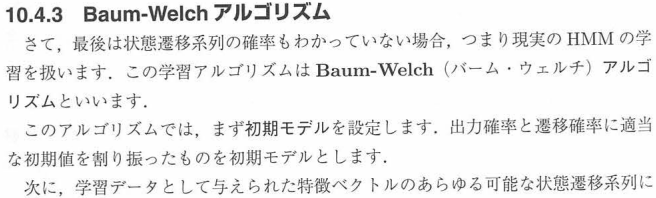 10.4.3 Baum-Welch アルゴリズム
さて，最後は状態遷移系列の確率もわかっていない場合，つまり現実の HMM の学
習を扱います．この学習アルゴリズムは Baum-Welch（バーム・ウェルチ）アルゴ
リズムといいます．
このアルゴリズムでは，まず初期モデルを設定します．出力確率と遷移確率に適当
な初期値を割り振ったものを初期モデルとします．
次に，学習データとして与えられた特徴ベクトルのあらゆる可能な状態遷移系列に